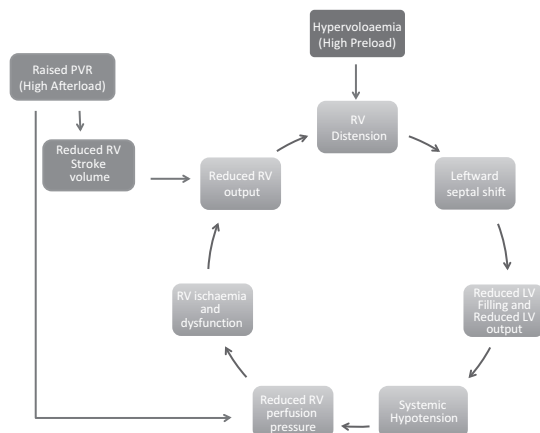 Hypervoloaemia
(High Preload)
Raised PVR
(High Afterload)
RV
Distension
Reduced RV
Stroke
volume
Reduced RV
output
Leftward
septal shift
RV ischaemia
and
dysfunction
Reduced LV
Filling and
Reduced LV
output
Reduced RV
perfusion
pressure
Systemic
Hypotension